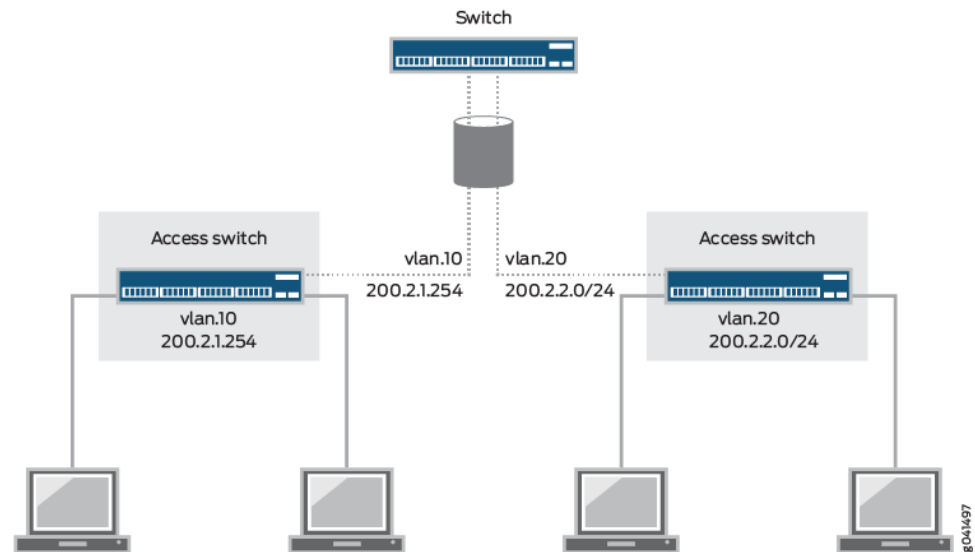 Switch
Access switch
Access switch
vlan.10
vlan.20
200.2.1.254
200.2.2.0/24
vlan.10
200.2.1.254
vlan.20
200.2.2.0/24
g041497